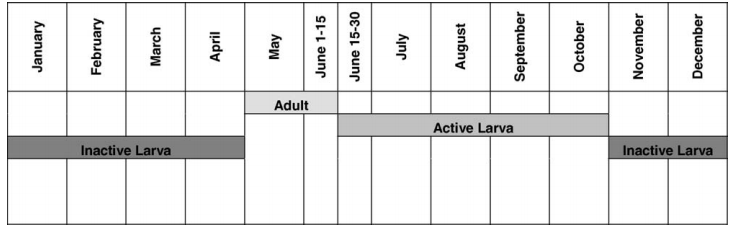 January
February
March
April
May
June 1-15
June 15-30
July
August
September
October
November
December
Adult
Active Larva
Inactive Larva
Inactive Larva